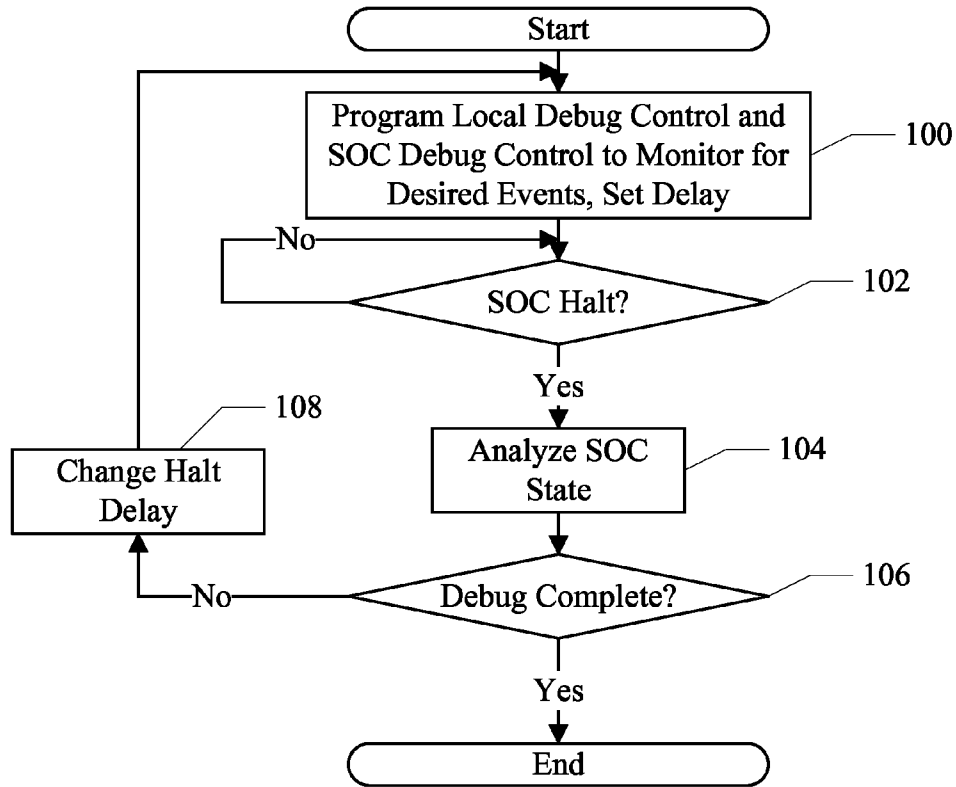 Start
Program Local Debug Control and
SOC Debug Control to Monitor for
Desired Events, Set Delay
100
No
SOC Halt?
102
Yes
108
Change Halt
Delay
Analyze SOC
State
104
No
Debug Complete?
106
Yes
End